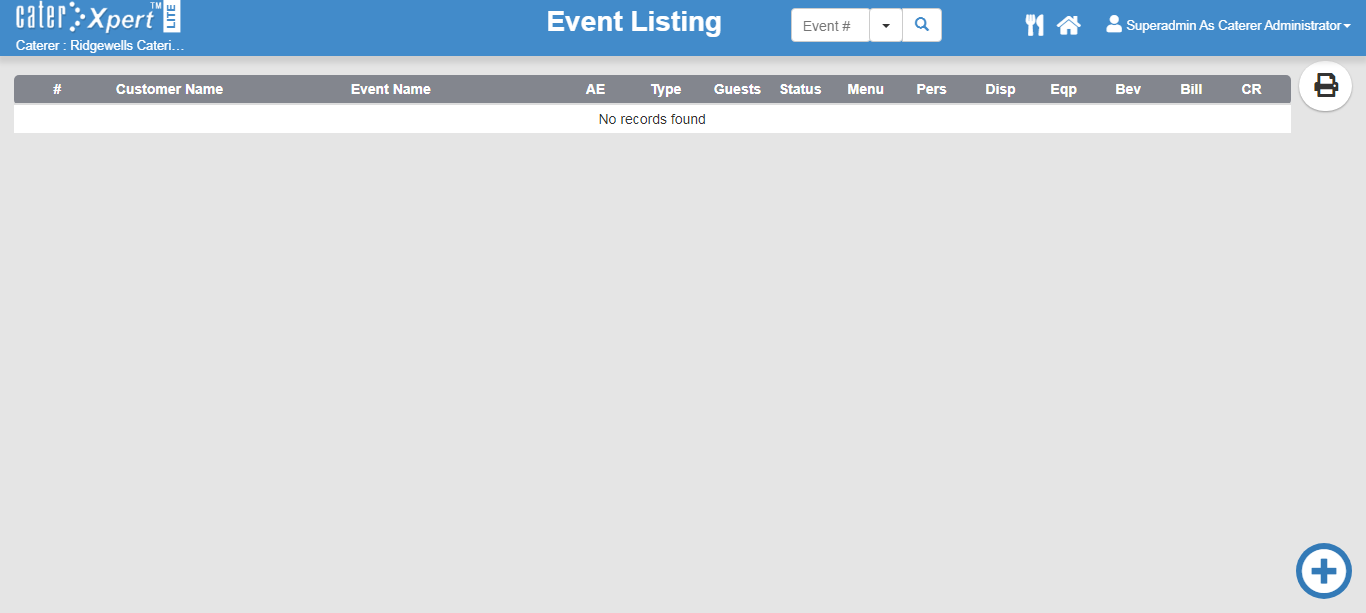 cater Xpert™ LITE
Caterer : Ridgewells Cateri...
Event Listing
Event #
Superadmin As Caterer Administrator
# Customer Name Event Name AE Type Guests Status Menu Pers Disp Eqp Bev Bill CR
No records found